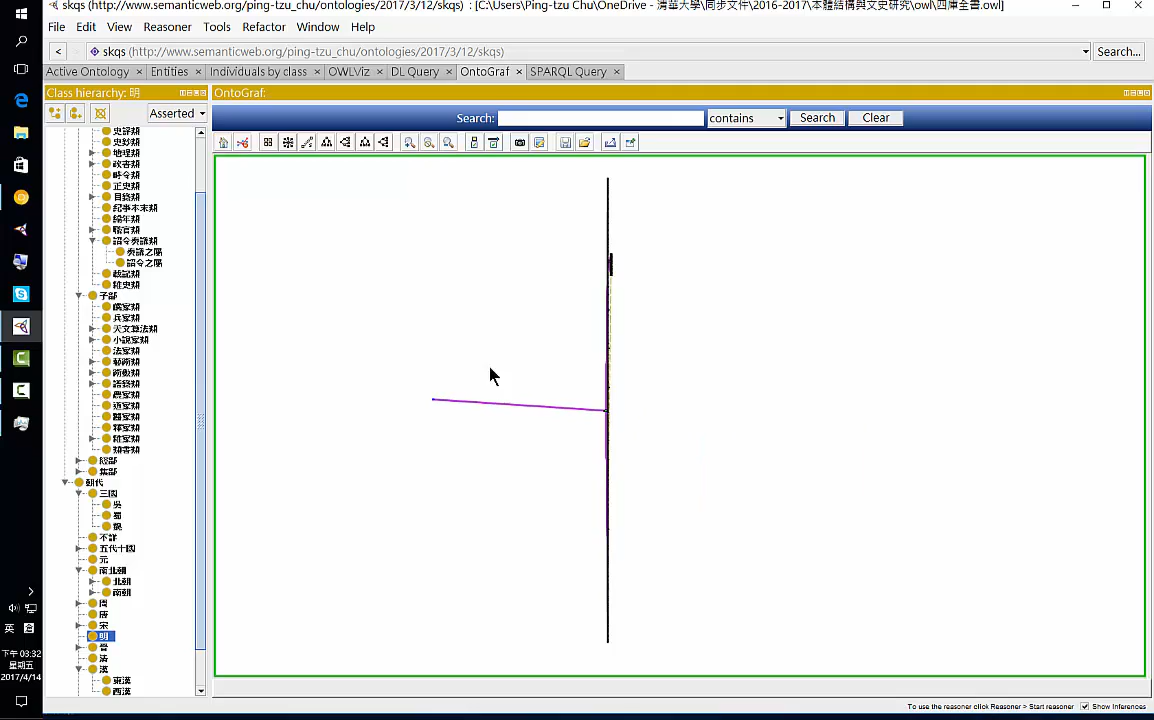 skqs (http://www.semanticweb.org/ping-tzu_chu/ontologies/2017/3/12/skqs) : [C:\Users\Ping-tzu Chu\OneDrive - 清華大學\同步文件\2016-2017\本體結構與文史研究\owl\四庫全書.owl]
File Edit View Reasoner Tools Refactor Window Help
skqs (http://www.semanticweb.org/ping-tzu_chu/ontologies/2017/3/12/skqs)
Search...
Active Ontology × Entities × Individuals by class × OWLViz × DL Query × OntoGraf × SPARQL Query ×
Class hierarchy: 明
OntoGraf:
Asserted
Search:
contains
Search
Clear
史評類
史鈔類
地理類
政書類
時令類
正史類
目錄類
紀事本末類
編年類
職官類
詔令奏議類
奏議之屬
詔令之屬
載記類
雜史類
子部
儒家類
兵家類
天文算法類
小說家類
法家類
藝術類
術數類
譜錄類
農家類
道家類
醫家類
釋家類
雜家類
類書類
經部
集部
朝代
三國
吳
蜀
魏
不詳
五代十國
元
南北朝
北朝
南朝
周
唐
宋
明
晉
清
漢
東漢
西漢
英
下午 03:32
星期五
2017/4/14
To use the reasoner click Reasoner > Start reasoner
Show Inferences